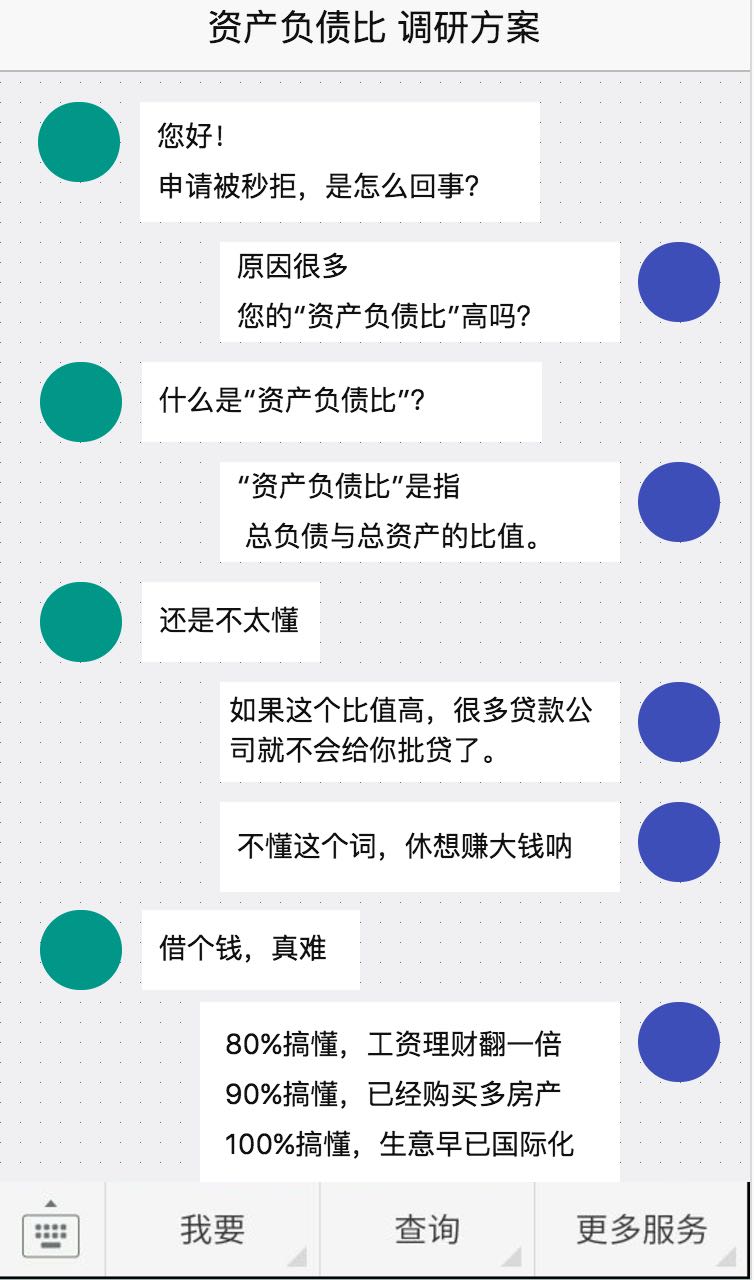 资产负债比 调研方案
您好！
申请被秒拒，是怎么回事？
原因很多
您的“资产负债比”高吗？
什么是“资产负债比”？
“资产负债比”是指
总负债与总资产的比值。
还是不太懂
如果这个比值高，很多贷款公
司就不会给你批贷了。
不懂这个词，休想赚大钱呐
借个钱，真难
80%搞懂，工资理财翻一倍
90%搞懂，已经购买多房产
100%搞懂，生意早已国际化
我要
查询
更多服务